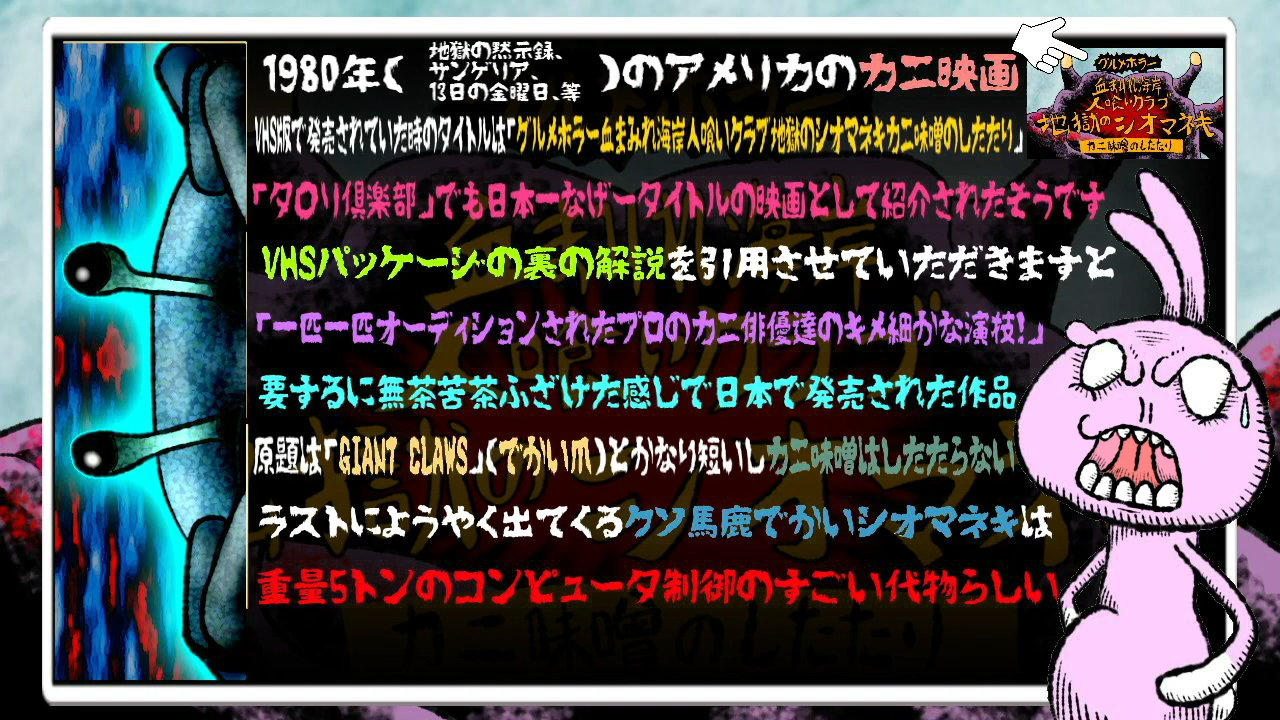 1980年(地獄の黙示録、サンゲリア、13日の金曜日、等)のアメリカのカニ映画
VHS版で発売されていた時のタイトルは「グルメホラー血まみれ海岸人喰いクラブ地獄のシオマネキカニ味噌のしたたり」
「タロリ倶楽部」でも日本一なげータイトルの映画として紹介されたそうです
VHSパッケージの裏の解説を引用させていただきますと
「一匹一匹オーディションされたプロのカニ俳優達のキメ細かな演技!」
要するに無茶苦茶ふざけた感じで日本で発売された作品
原題は「GIANT CLAWS」(でかい爪)とかなり短いしカニ味噌はしたたらない
ラストにようやく出てくるクソ馬鹿でかいシオマネキは
重量5トンのコンピュータ制御のすごい代物らしい
グルメホラー
血まみれ海岸
人喰いクラブ
地獄のシオマネキ
カニ味噌のしたたり